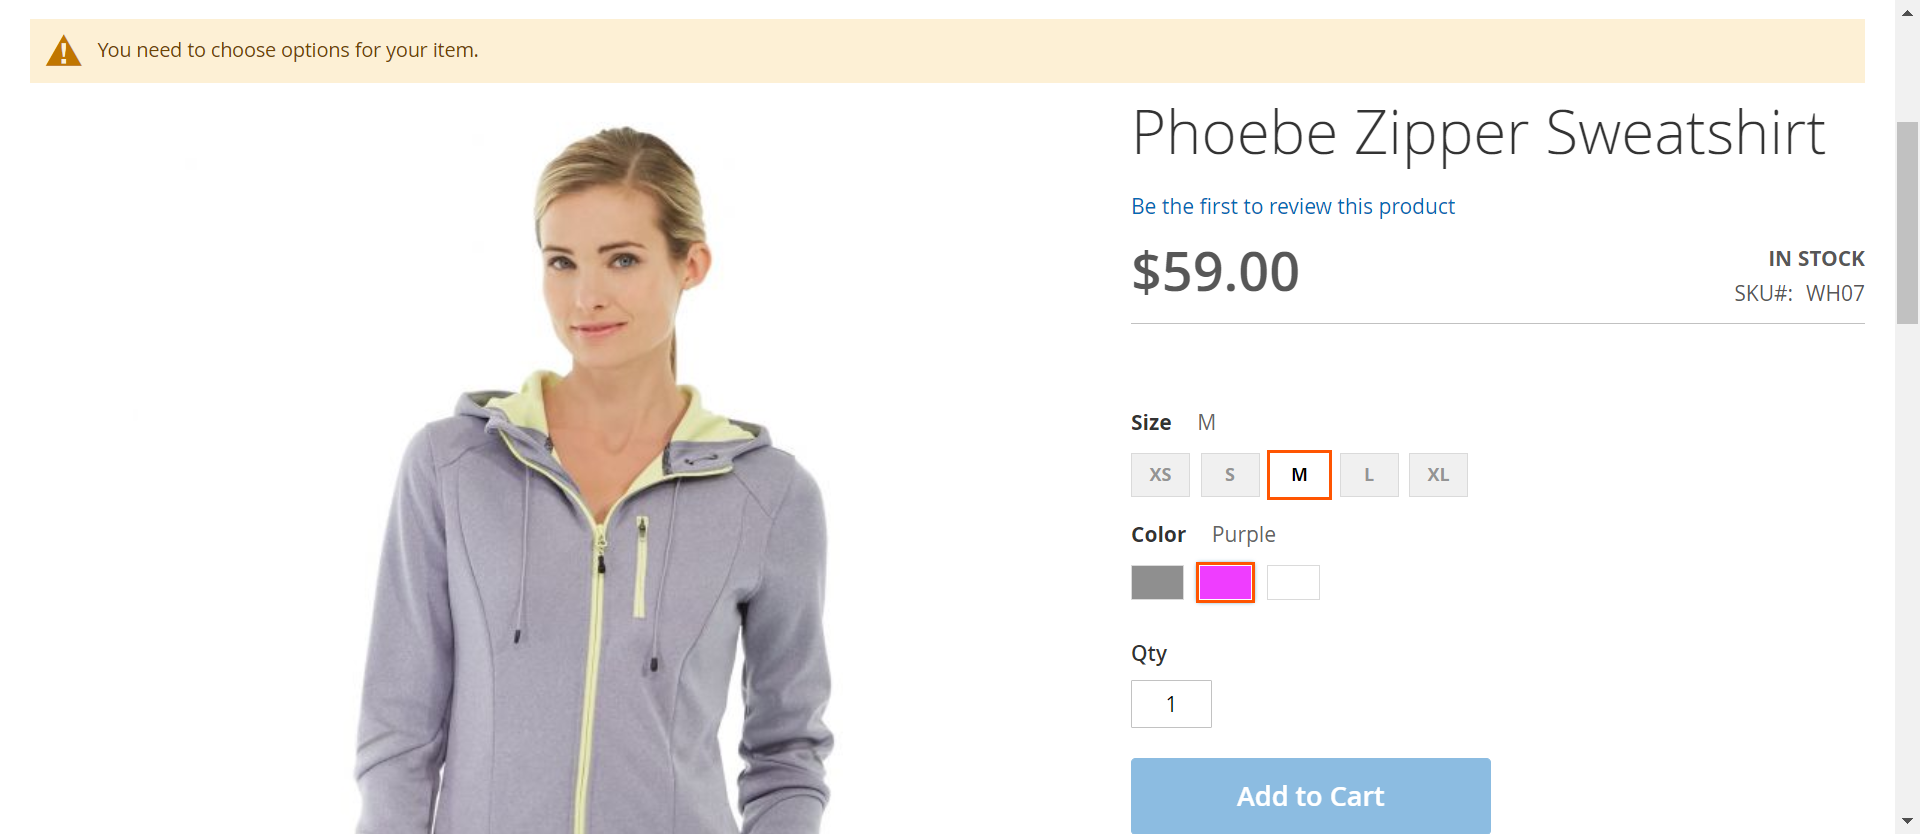 You need to choose options for your item.
Phoebe Zipper Sweatshirt
Be the first to review this product
$59.00
IN STOCK
SKU#: WH07
Size M
XS S M L XL
Color Purple
Qty
1
Add to Cart